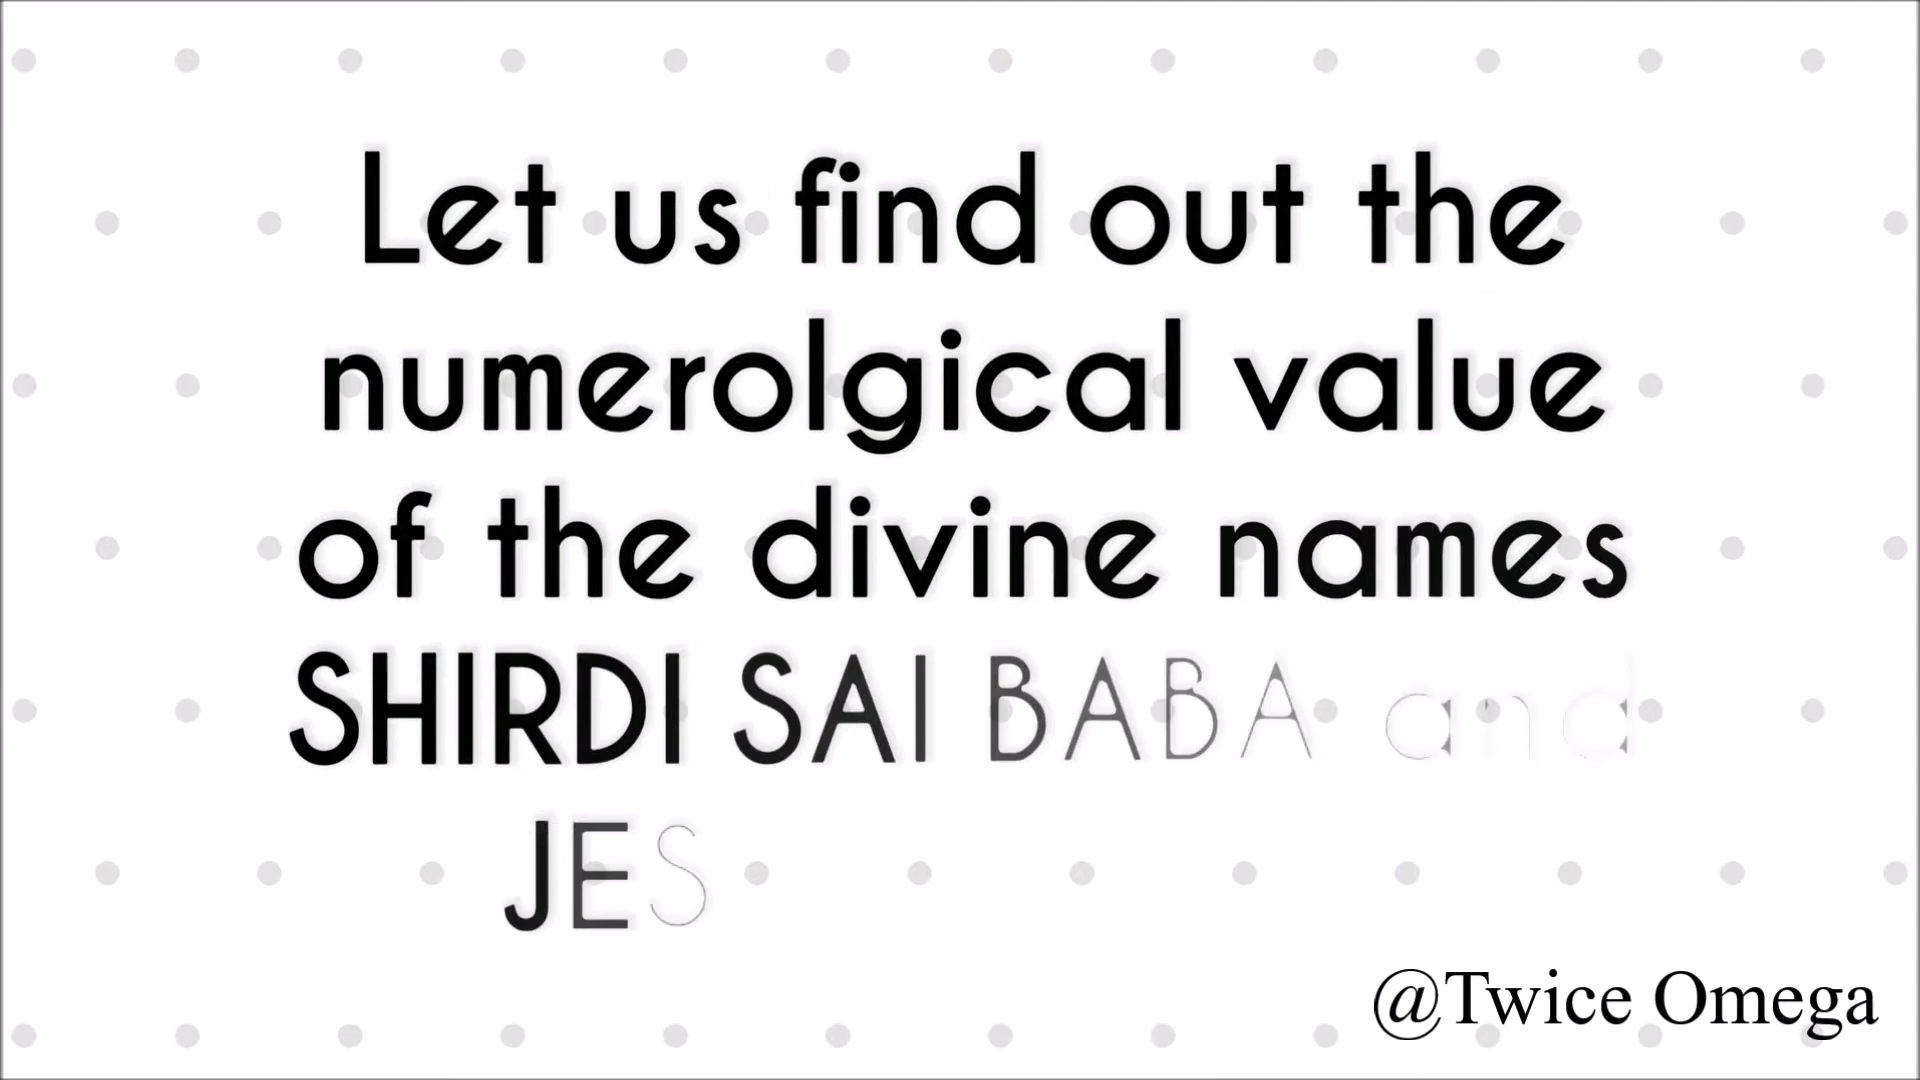 Let us find out the
numerolgical value
of the divine names
SHIRDI SAI BABA and
JES
@Twice Omega